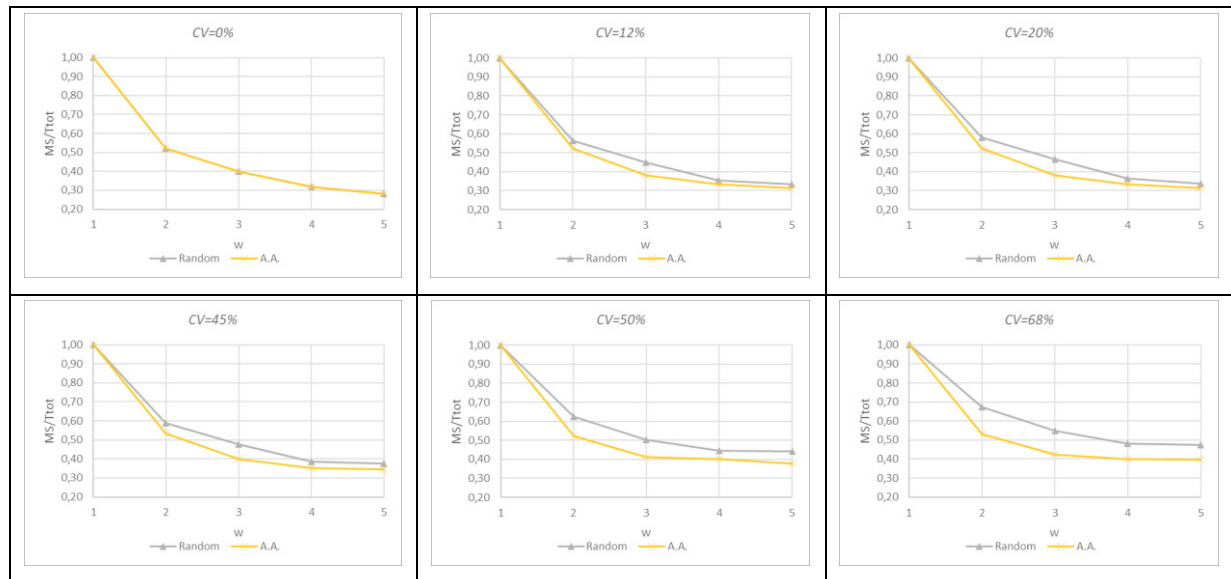 CV=0%
1,00
0,90
0,80
0,70
0,60
0,50
0,40
0,30
0,20
MS/Ttot
1 2 3 4 5
w
Random A.A.
CV=12%
1,00
0,90
0,80
0,70
0,60
0,50
0,40
0,30
0,20
MS/Ttot
1 2 3 4 5
w
Random A.A.
CV=20%
1,00
0,90
0,80
0,70
0,60
0,50
0,40
0,30
0,20
MS/Ttot
1 2 3 4 5
w
Random A.A.
CV=45%
1,00
0,90
0,80
0,70
0,60
0,50
0,40
0,30
0,20
MS/Ttot
1 2 3 4 5
w
Random A.A.
CV=50%
1,00
0,90
0,80
0,70
0,60
0,50
0,40
0,30
0,20
MS/Ttot
1 2 3 4 5
w
Random A.A.
CV=68%
1,00
0,90
0,80
0,70
0,60
0,50
0,40
0,30
0,20
MS/Ttot
1 2 3 4 5
w
Random A.A.